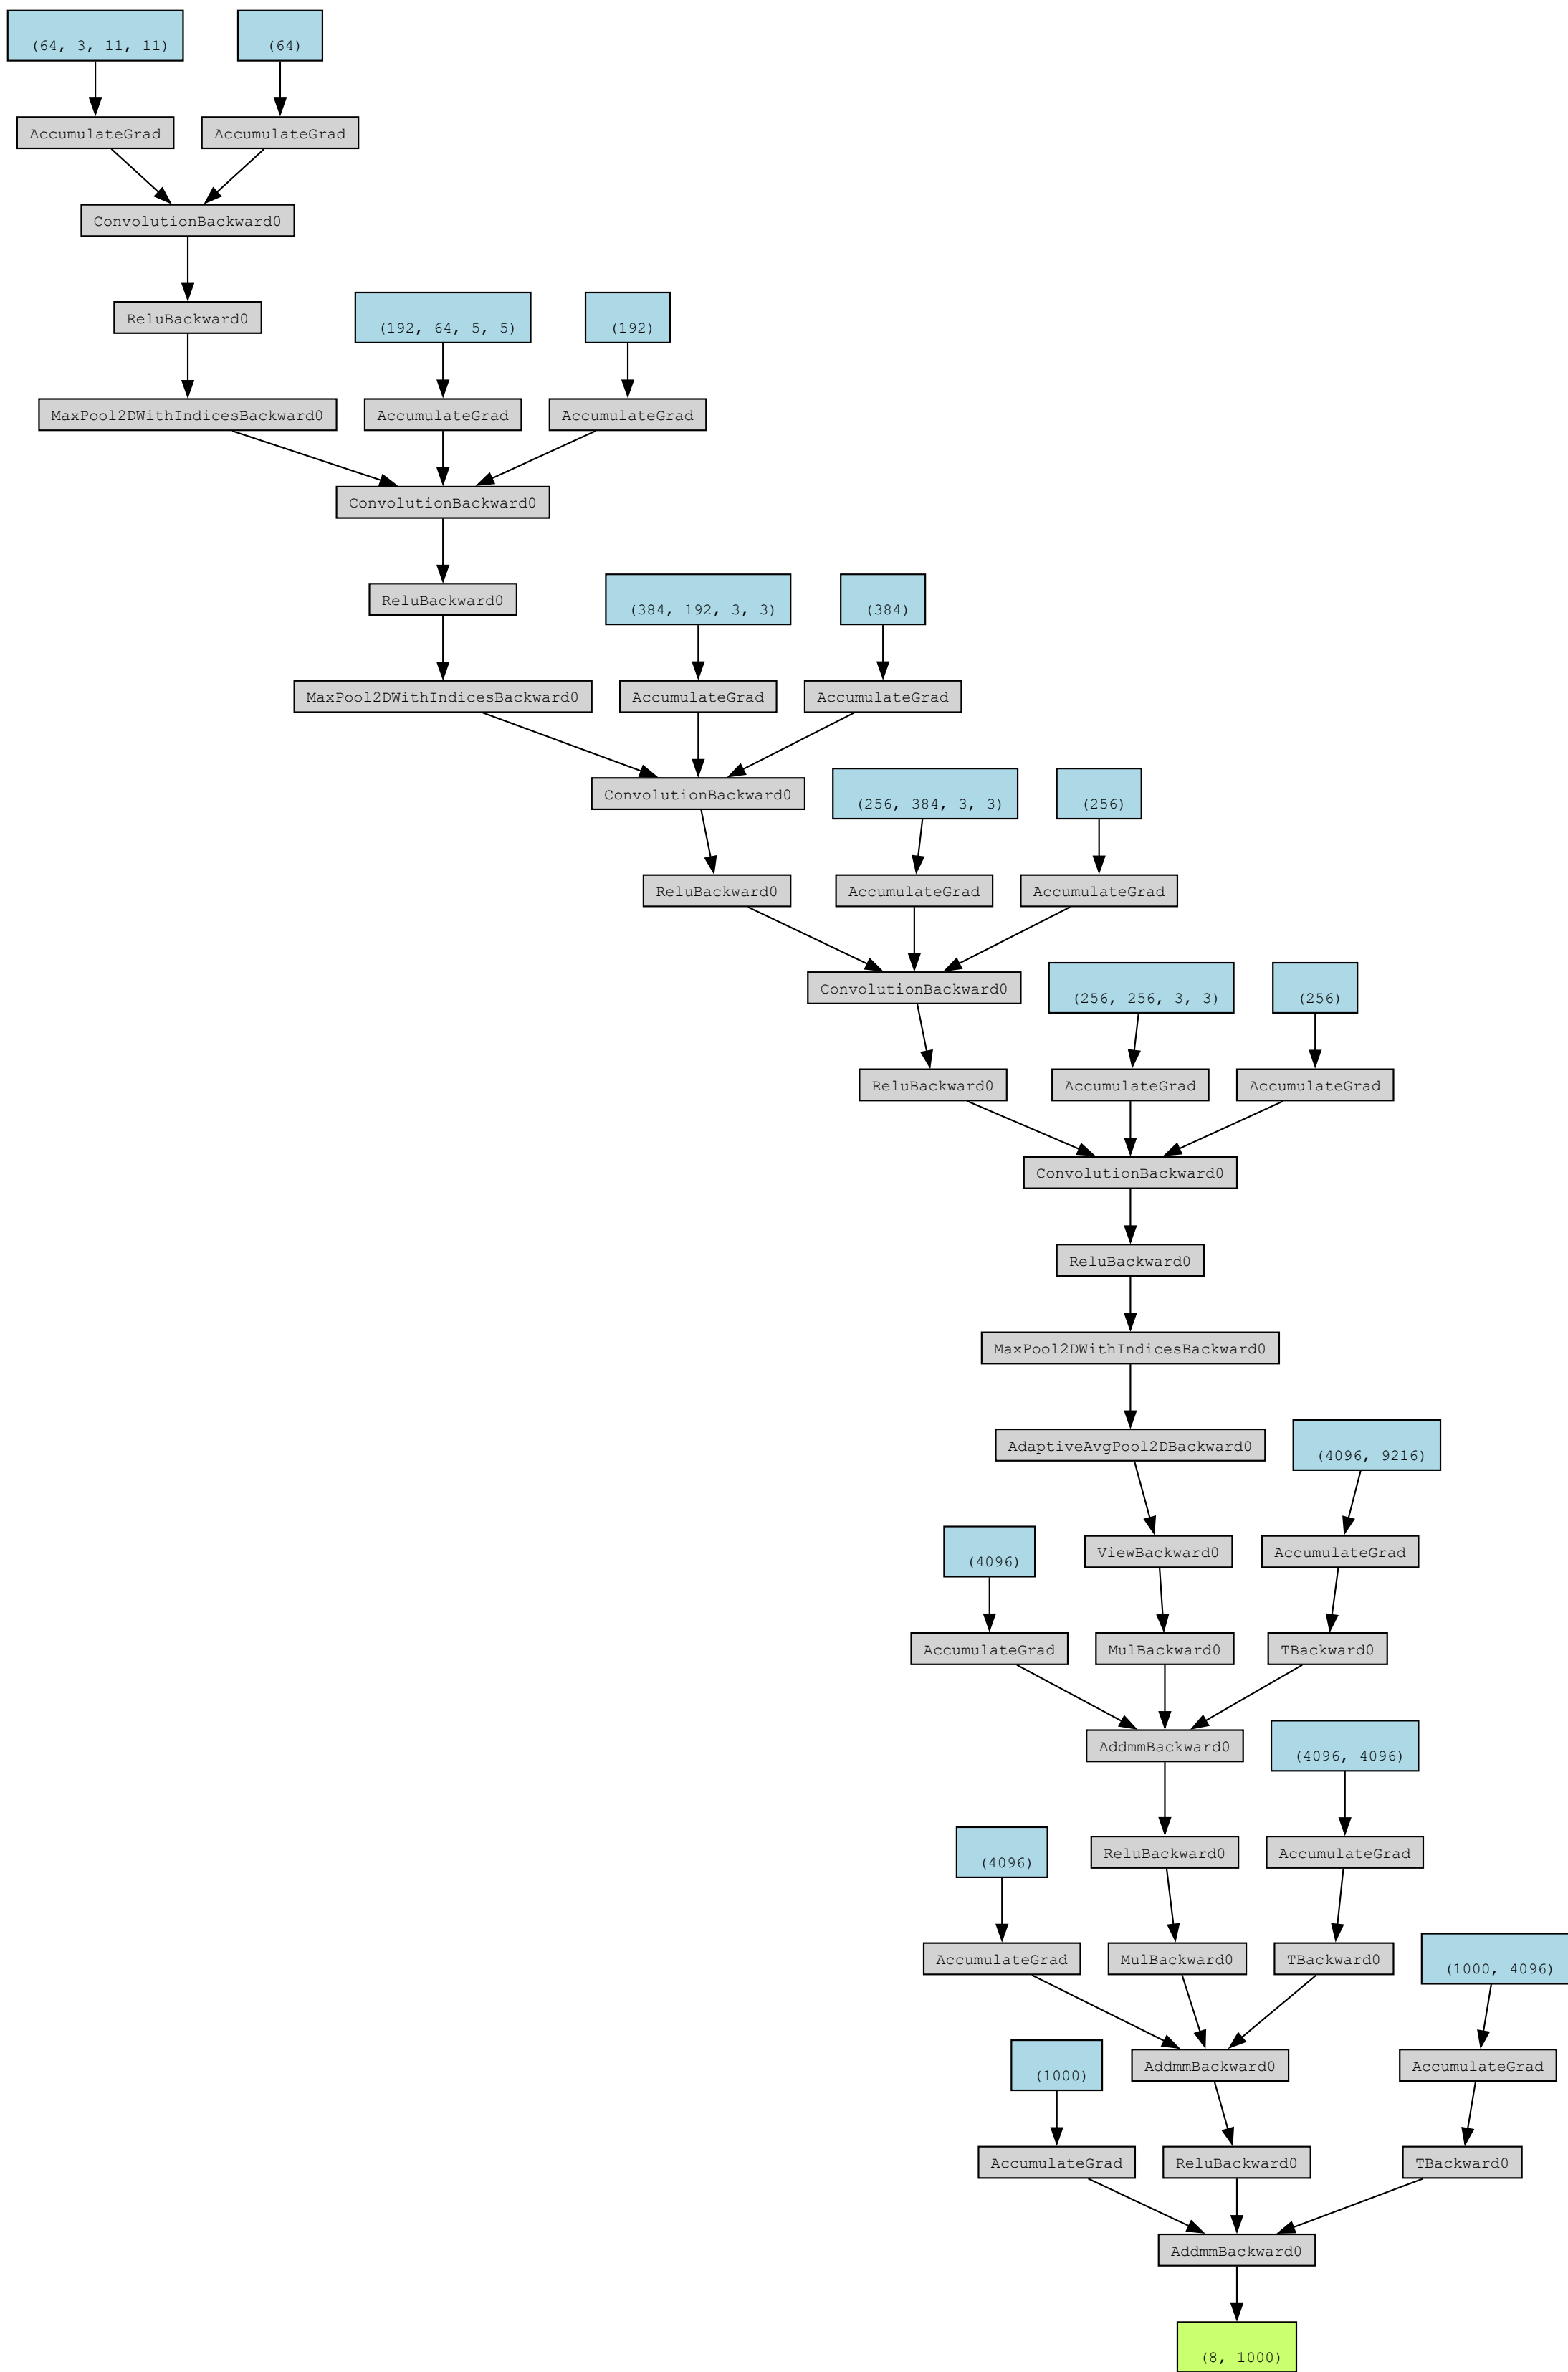 (64, 3, 11, 11)
(64)
AccumulateGrad
AccumulateGrad
ConvolutionBackward0
ReluBackward0
(192, 64, 5, 5)
(192)
MaxPool2DWithIndicesBackward0
AccumulateGrad
AccumulateGrad
ConvolutionBackward0
ReluBackward0
(384, 192, 3, 3)
(384)
MaxPool2DWithIndicesBackward0
AccumulateGrad
AccumulateGrad
ConvolutionBackward0
(256, 384, 3, 3)
(256)
ReluBackward0
AccumulateGrad
AccumulateGrad
ConvolutionBackward0
(256, 256, 3, 3)
(256)
ReluBackward0
AccumulateGrad
AccumulateGrad
ConvolutionBackward0
ReluBackward0
MaxPool2DWithIndicesBackward0
AdaptiveAvgPool2DBackward0
(4096, 9216)
(4096)
ViewBackward0
AccumulateGrad
AccumulateGrad
MulBackward0
TBackward0
AddmmBackward0
(4096, 4096)
(4096)
ReluBackward0
AccumulateGrad
AccumulateGrad
MulBackward0
TBackward0
(1000, 4096)
(1000)
AddmmBackward0
AccumulateGrad
AccumulateGrad
ReluBackward0
TBackward0
AddmmBackward0
(8, 1000)